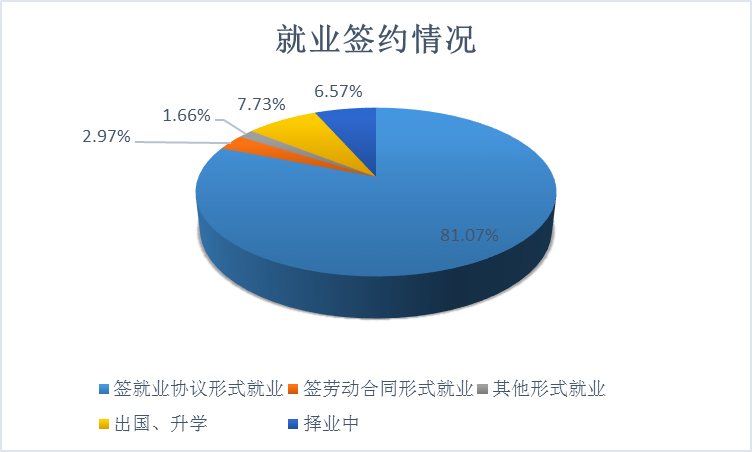 就业签约情况
6.57%
7.73%
1.66%
2.97%
81.07%
签就业协议形式就业 签劳动合同形式就业 其他形式就业
出国、升学 择业中